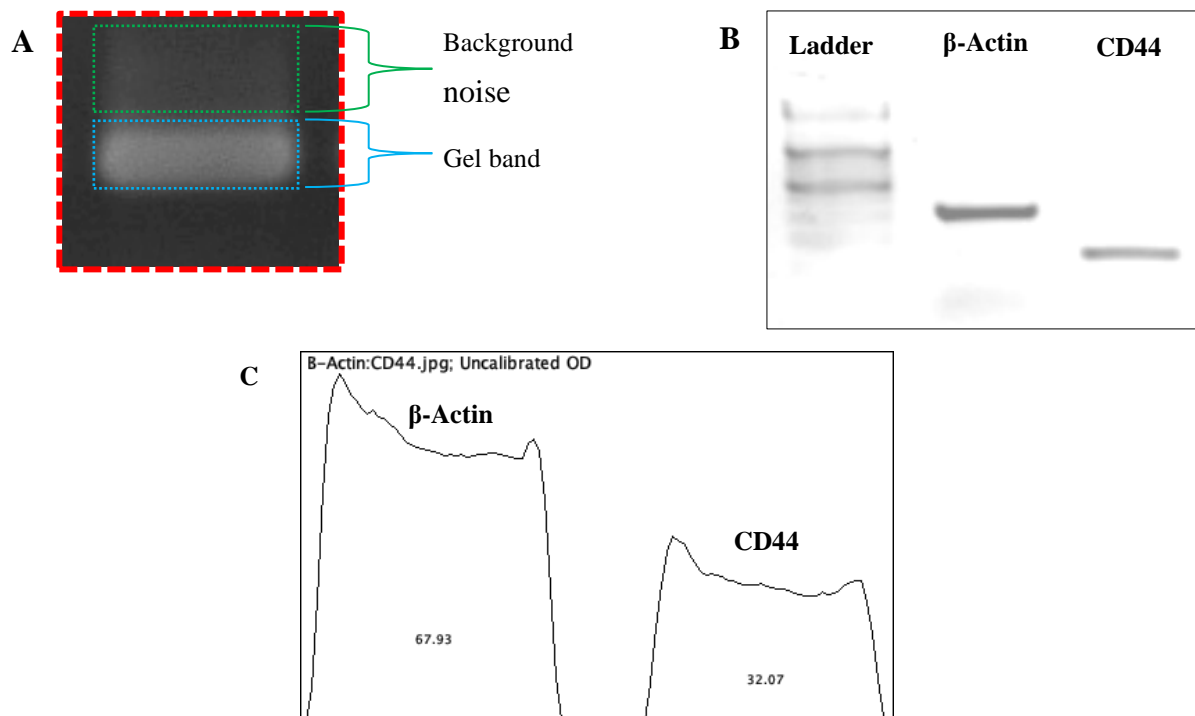 A
Background
noise
Gel band
B
Ladder β-Actin CD44
C
B-Actin:CD44.jpg; Uncalibrated OD
β-Actin
CD44
67.93
32.07